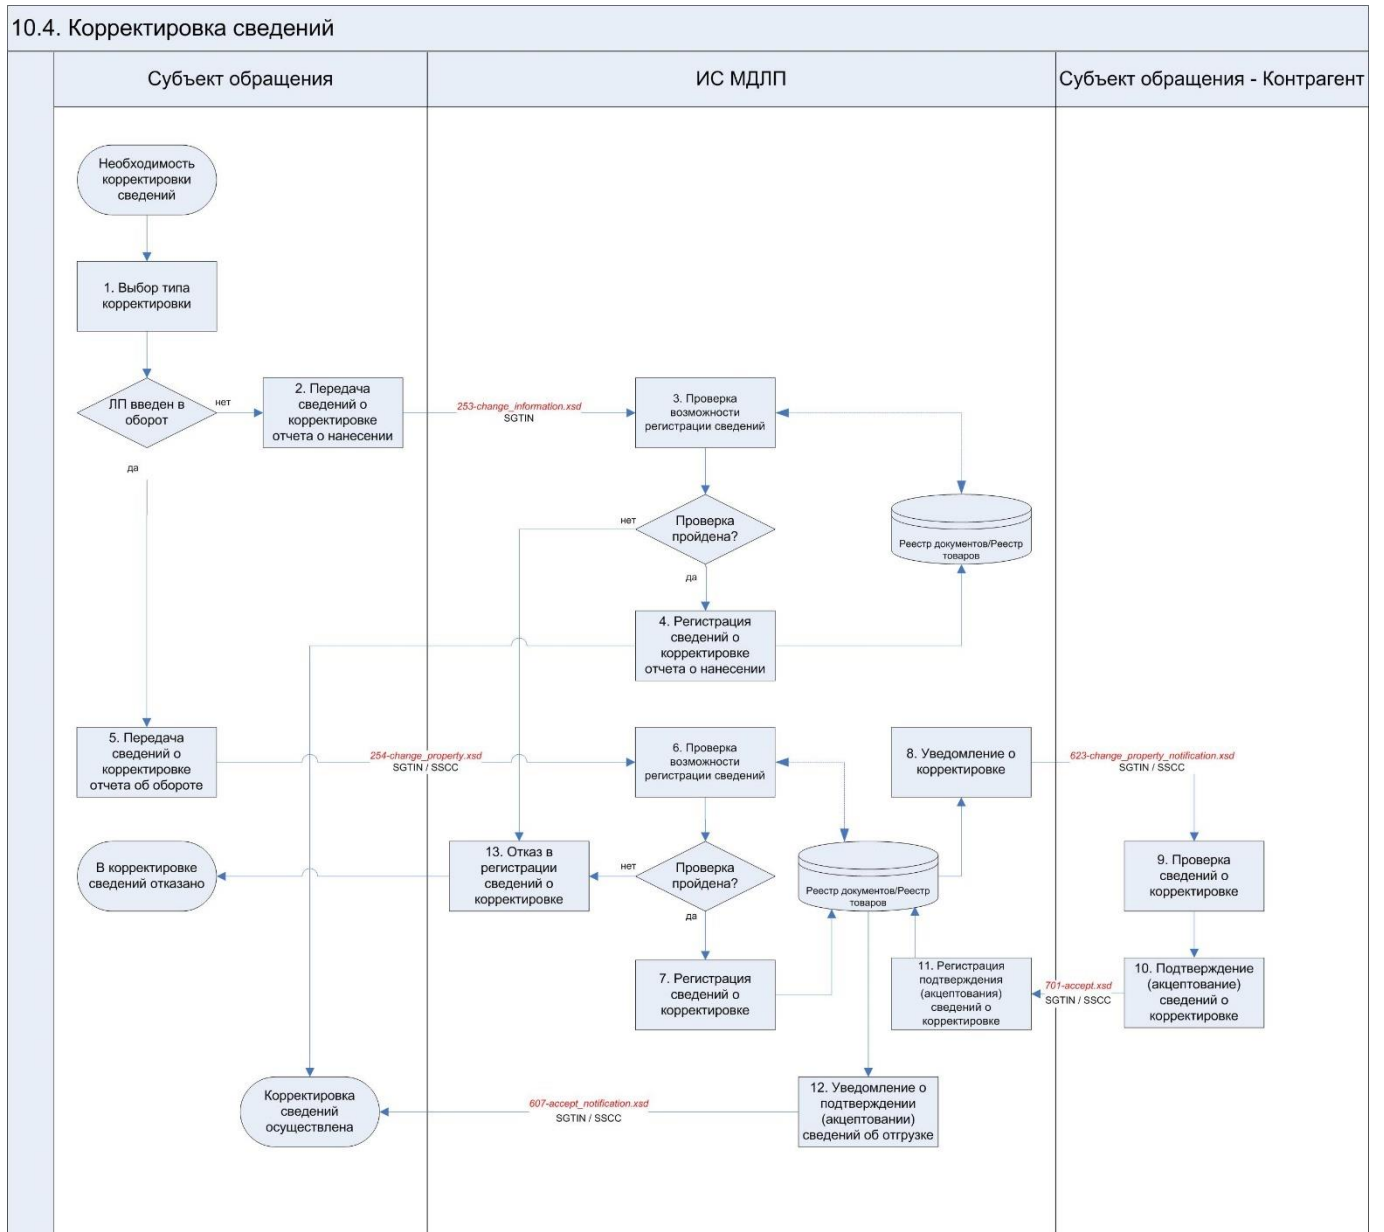 10.4. Корректировка сведений
Субъект обращения
ИС МДЛП
Субъект обращения - Контрагент
Необходимость
корректировки
сведений
1. Выбор типа
корректировки
ЛП введен в
оборот
нет
да
2. Передача
сведений о
корректировке
отчета о нанесении
253-change_information.xsd
SGTIN
3. Проверка
возможности
регистрации сведений
Проверка
пройдена?
нет
да
Реестр документов/Реестр
товаров
4. Регистрация
сведений о
корректировке
отчета о нанесении
5. Передача
сведений о
корректировке
отчета об обороте
254-change_property.xsd
SGTIN / SSCC
6. Проверка
возможности
регистрации сведений
8. Уведомление о
корректировке
623-change_property_notification.xsd
SGTIN / SSCC
В корректировке
сведений отказано
13. Отказ в
регистрации
сведений о
корректировке
нет
Проверка
пройдена?
да
Реестр документов/Реестр
товаров
9. Проверка
сведений о
корректировке
7. Регистрация
сведений о
корректировке
11. Регистрация
подтверждения
(акцептования)
сведений о
корректировке
701-accept.xsd
SGTIN / SSCC
10. Подтверждение
(акцептование)
сведений о
корректировке
Корректировка
сведений
осуществлена
607-accept_notification.xsd
SGTIN / SSCC
12. Уведомление о
подтверждении
(акцептовании)
сведений об отгрузке